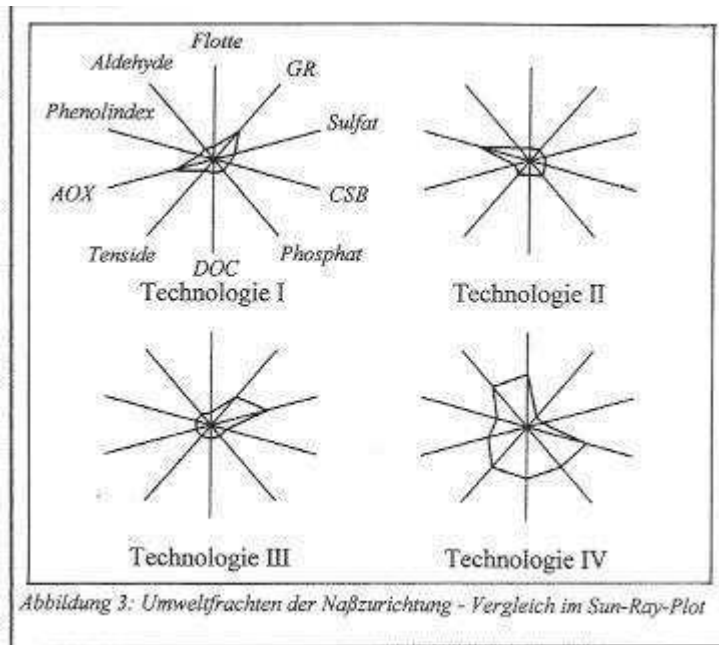 Flotte
Aldehyde
GR
Phenolindex
Sulfat
AOX
CSB
Tenside
Phosphat
DOC
Technologie I
Technologie II
Technologie III
Technologie IV
Abbildung 3: Umweltfrachten der Naßzurichtung - Vergleich im Sun-Ray-Plot